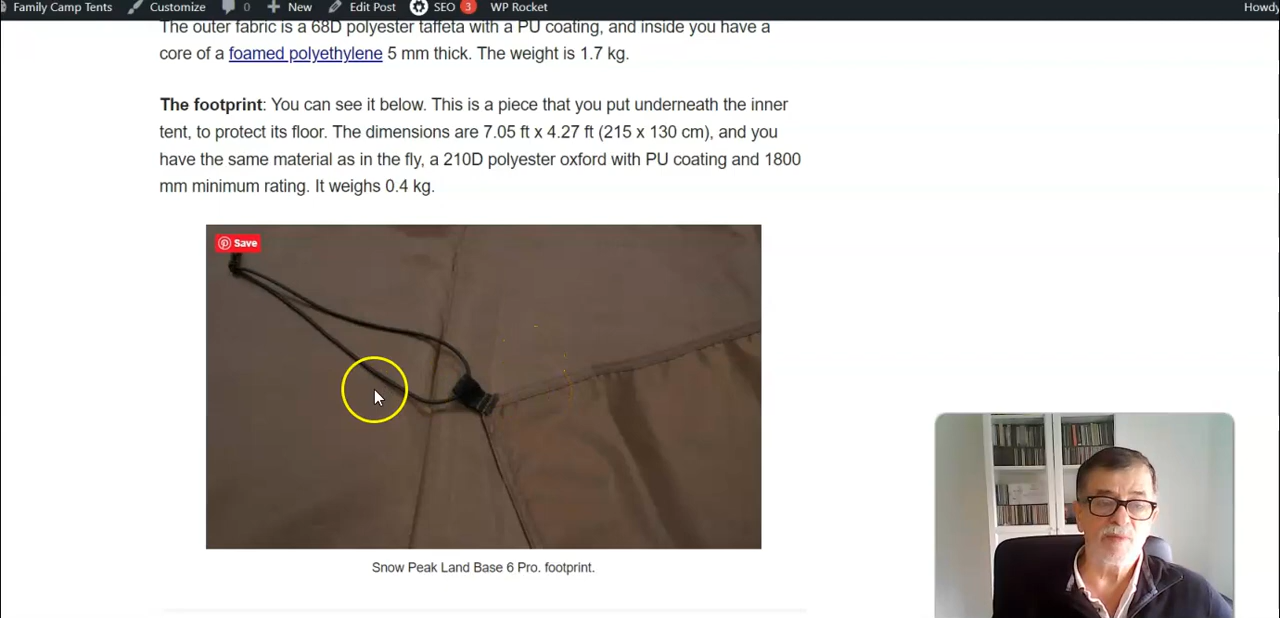 Family Camp Tents Customize 0 New Edit Post SEO 3 WP Rocket Howdy
The outer fabric is a 68D polyester taffeta with a PU coating, and inside you have a
core of a foamed polyethylene 5 mm thick. The weight is 1.7 kg.
The footprint: You can see it below. This is a piece that you put underneath the inner
tent, to protect its floor. The dimensions are 7.05 ft x 4.27 ft (215 x 130 cm), and you
have the same material as in the fly, a 210D polyester oxford with PU coating and 1800
mm minimum rating. It weighs 0.4 kg.
Save
Snow Peak Land Base 6 Pro. footprint.